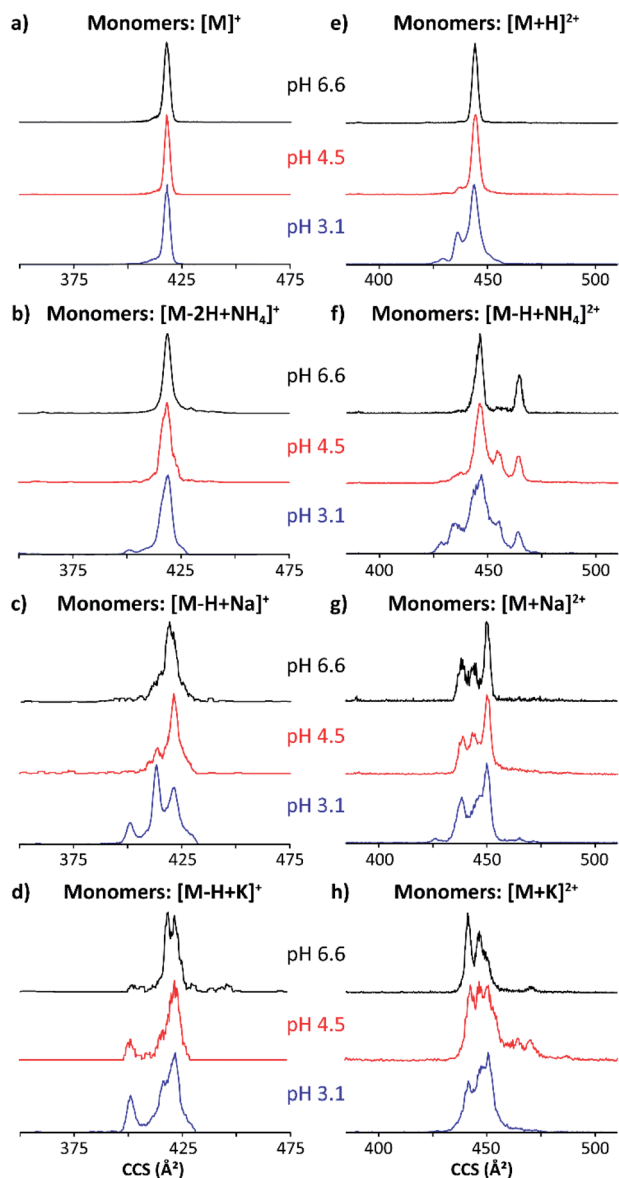 a) Monomers: [M]⁺ e) Monomers: [M+H]²⁺
pH 6.6
pH 4.5
pH 3.1
375 425 475 400 450 500
b) Monomers: [M-2H+NH₄]⁺ f) Monomers: [M-H+NH₄]²⁺
pH 6.6
pH 4.5
pH 3.1
375 425 475 400 450 500
c) Monomers: [M-H+Na]⁺ g) Monomers: [M+Na]²⁺
pH 6.6
pH 4.5
pH 3.1
375 425 475 400 450 500
d) Monomers: [M-H+K]⁺ h) Monomers: [M+K]²⁺
pH 6.6
pH 4.5
pH 3.1
375 425 475 400 450 500
CCS (Å²) CCS (Å²)